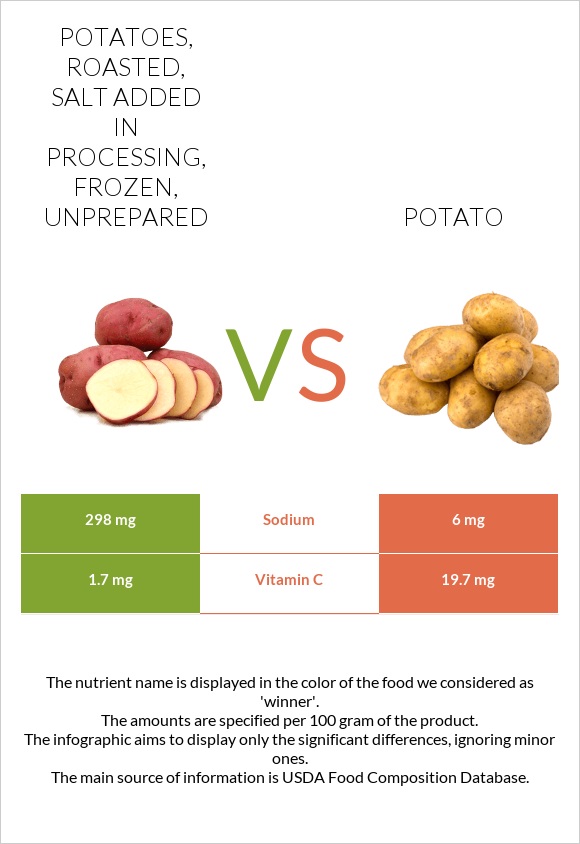 POTATOES,
ROASTED,
SALT ADDED
IN
PROCESSING,
FROZEN,
UNPREPARED
POTATO
VS
298 mg Sodium 6 mg
1.7 mg Vitamin C 19.7 mg
The nutrient name is displayed in the color of the food we considered as
'winner'.
The amounts are specified per 100 gram of the product.
The infographic aims to display only the significant differences, ignoring minor
ones.
The main source of information is USDA Food Composition Database.